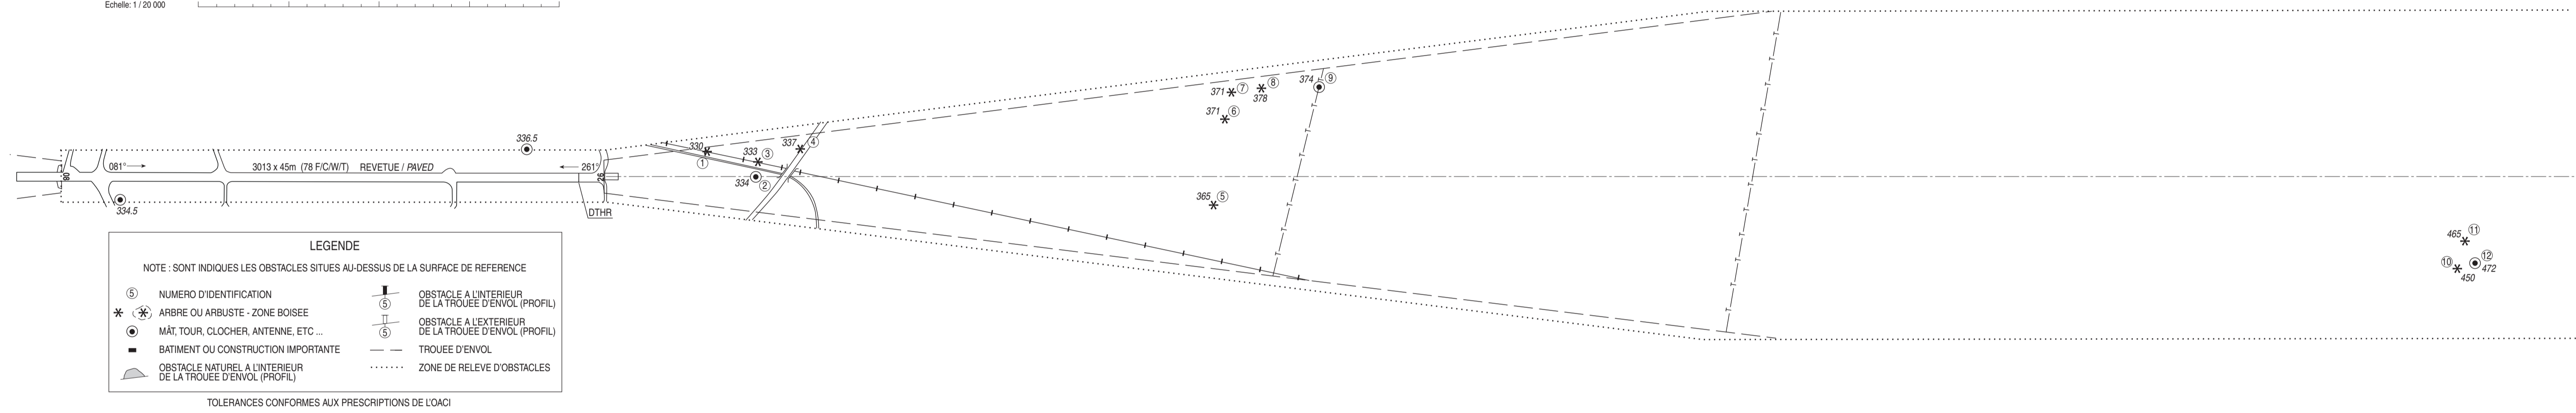 Echelle: 1 / 20 000
374 9
371 7
8
378
371 6
336.5
337 4
330
1
333 3
081°
3013 x 45m (78 F/C/W/T) REVETUE / PAVED
261°
08
26
334 2
365 5
334.5
DTHR
465 11
10
450
12
472
T T T T T T T T
T T T T T T T T T T T T
LEGENDE
NOTE : SONT INDIQUES LES OBSTACLES SITUES AU-DESSUS DE LA SURFACE DE REFERENCE
5 NUMERO D'IDENTIFICATION
ARBRE OU ARBUSTE - ZONE BOISEE
MÂT, TOUR, CLOCHER, ANTENNE, ETC ...
BATIMENT OU CONSTRUCTION IMPORTANTE
OBSTACLE NATUREL A L'INTERIEUR
DE LA TROUEE D'ENVOL (PROFIL)
OBSTACLE A L'INTERIEUR
5 DE LA TROUEE D'ENVOL (PROFIL)
OBSTACLE A L'EXTERIEUR
5 DE LA TROUEE D'ENVOL (PROFIL)
TROUEE D'ENVOL
ZONE DE RELEVE D'OBSTACLES
TOLERANCES CONFORMES AUX PRESCRIPTIONS DE L'OACI